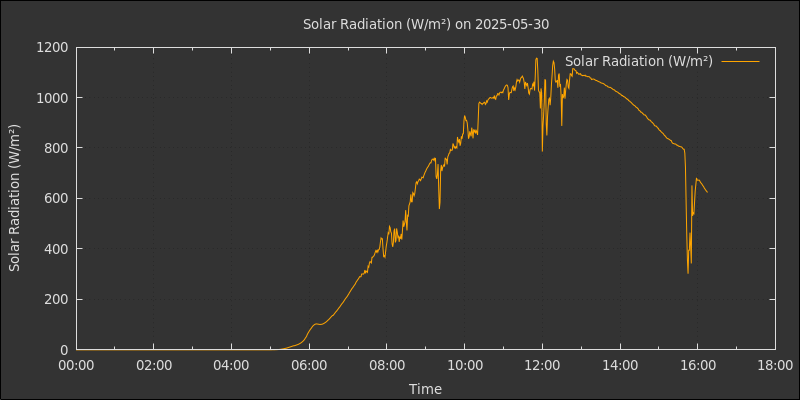 Solar Radiation (W/m²) on 2025-05-30
Solar Radiation (W/m²)
1200
1000
800
600
400
200
0
Solar Radiation (W/m²)
00:00 02:00 04:00 06:00 08:00 10:00 12:00 14:00 16:00 18:00
Time